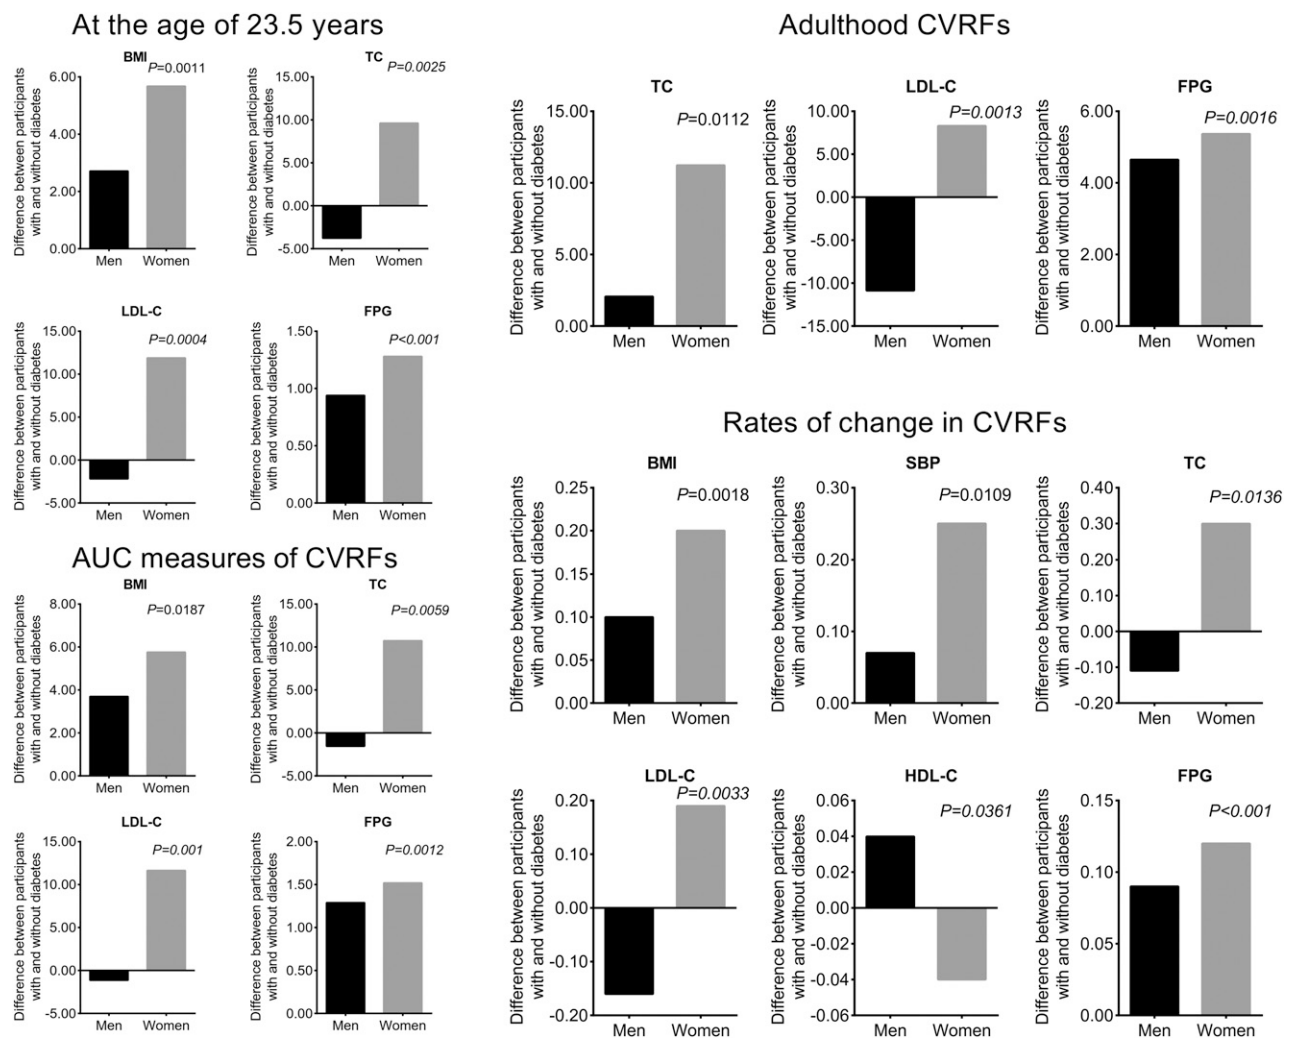 At the age of 23.5 years
BMI
P=0.0011
Difference between participants
with and without diabetes
6.00
4.00
2.00
0.00
Men
Women
TC
P=0.0025
Difference between participants
with and without diabetes
15.00
10.00
5.00
0.00
-5.00
Men
Women
LDL-C
P=0.0004
Difference between participants
with and without diabetes
15.00
10.00
5.00
0.00
-5.00
Men
Women
FPG
P<0.001
Difference between participants
with and without diabetes
1.50
1.00
0.50
0.00
Men
Women
AUC measures of CVRFs
BMI
P=0.0187
Difference between participants
with and without diabetes
8.00
6.00
4.00
2.00
0.00
Men
Women
TC
P=0.0059
Difference between participants
with and without diabetes
15.00
10.00
5.00
0.00
-5.00
Men
Women
LDL-C
P=0.001
Difference between participants
with and without diabetes
15.00
10.00
5.00
0.00
-5.00
Men
Women
FPG
P=0.0012
Difference between participants
with and without diabetes
2.00
1.50
1.00
0.50
0.00
Men
Women
Adulthood CVRFs
TC
P=0.0112
Difference between participants
with and without diabetes
15.00
10.00
5.00
0.00
Men
Women
LDL-C
P=0.0013
Difference between participants
with and without diabetes
10.00
5.00
0.00
-5.00
-10.00
-15.00
Men
Women
FPG
P=0.0016
Difference between participants
with and without diabetes
6.00
4.00
2.00
0.00
Men
Women
Rates of change in CVRFs
BMI
P=0.0018
Difference between participants
with and without diabetes
0.25
0.20
0.15
0.10
0.05
0.00
Men
Women
SBP
P=0.0109
Difference between participants
with and without diabetes
0.30
0.20
0.10
0.00
Men
Women
TC
P=0.0136
Difference between participants
with and without diabetes
0.40
0.30
0.20
0.10
0.00
-0.10
-0.20
Men
Women
LDL-C
P=0.0033
Difference between participants
with and without diabetes
0.20
0.10
0.00
-0.10
-0.20
Men
Women
HDL-C
P=0.0361
Difference between participants
with and without diabetes
0.06
0.04
0.02
0.00
-0.02
-0.04
-0.06
Men
Women
FPG
P<0.001
Difference between participants
with and without diabetes
0.15
0.10
0.05
0.00
Men
Women